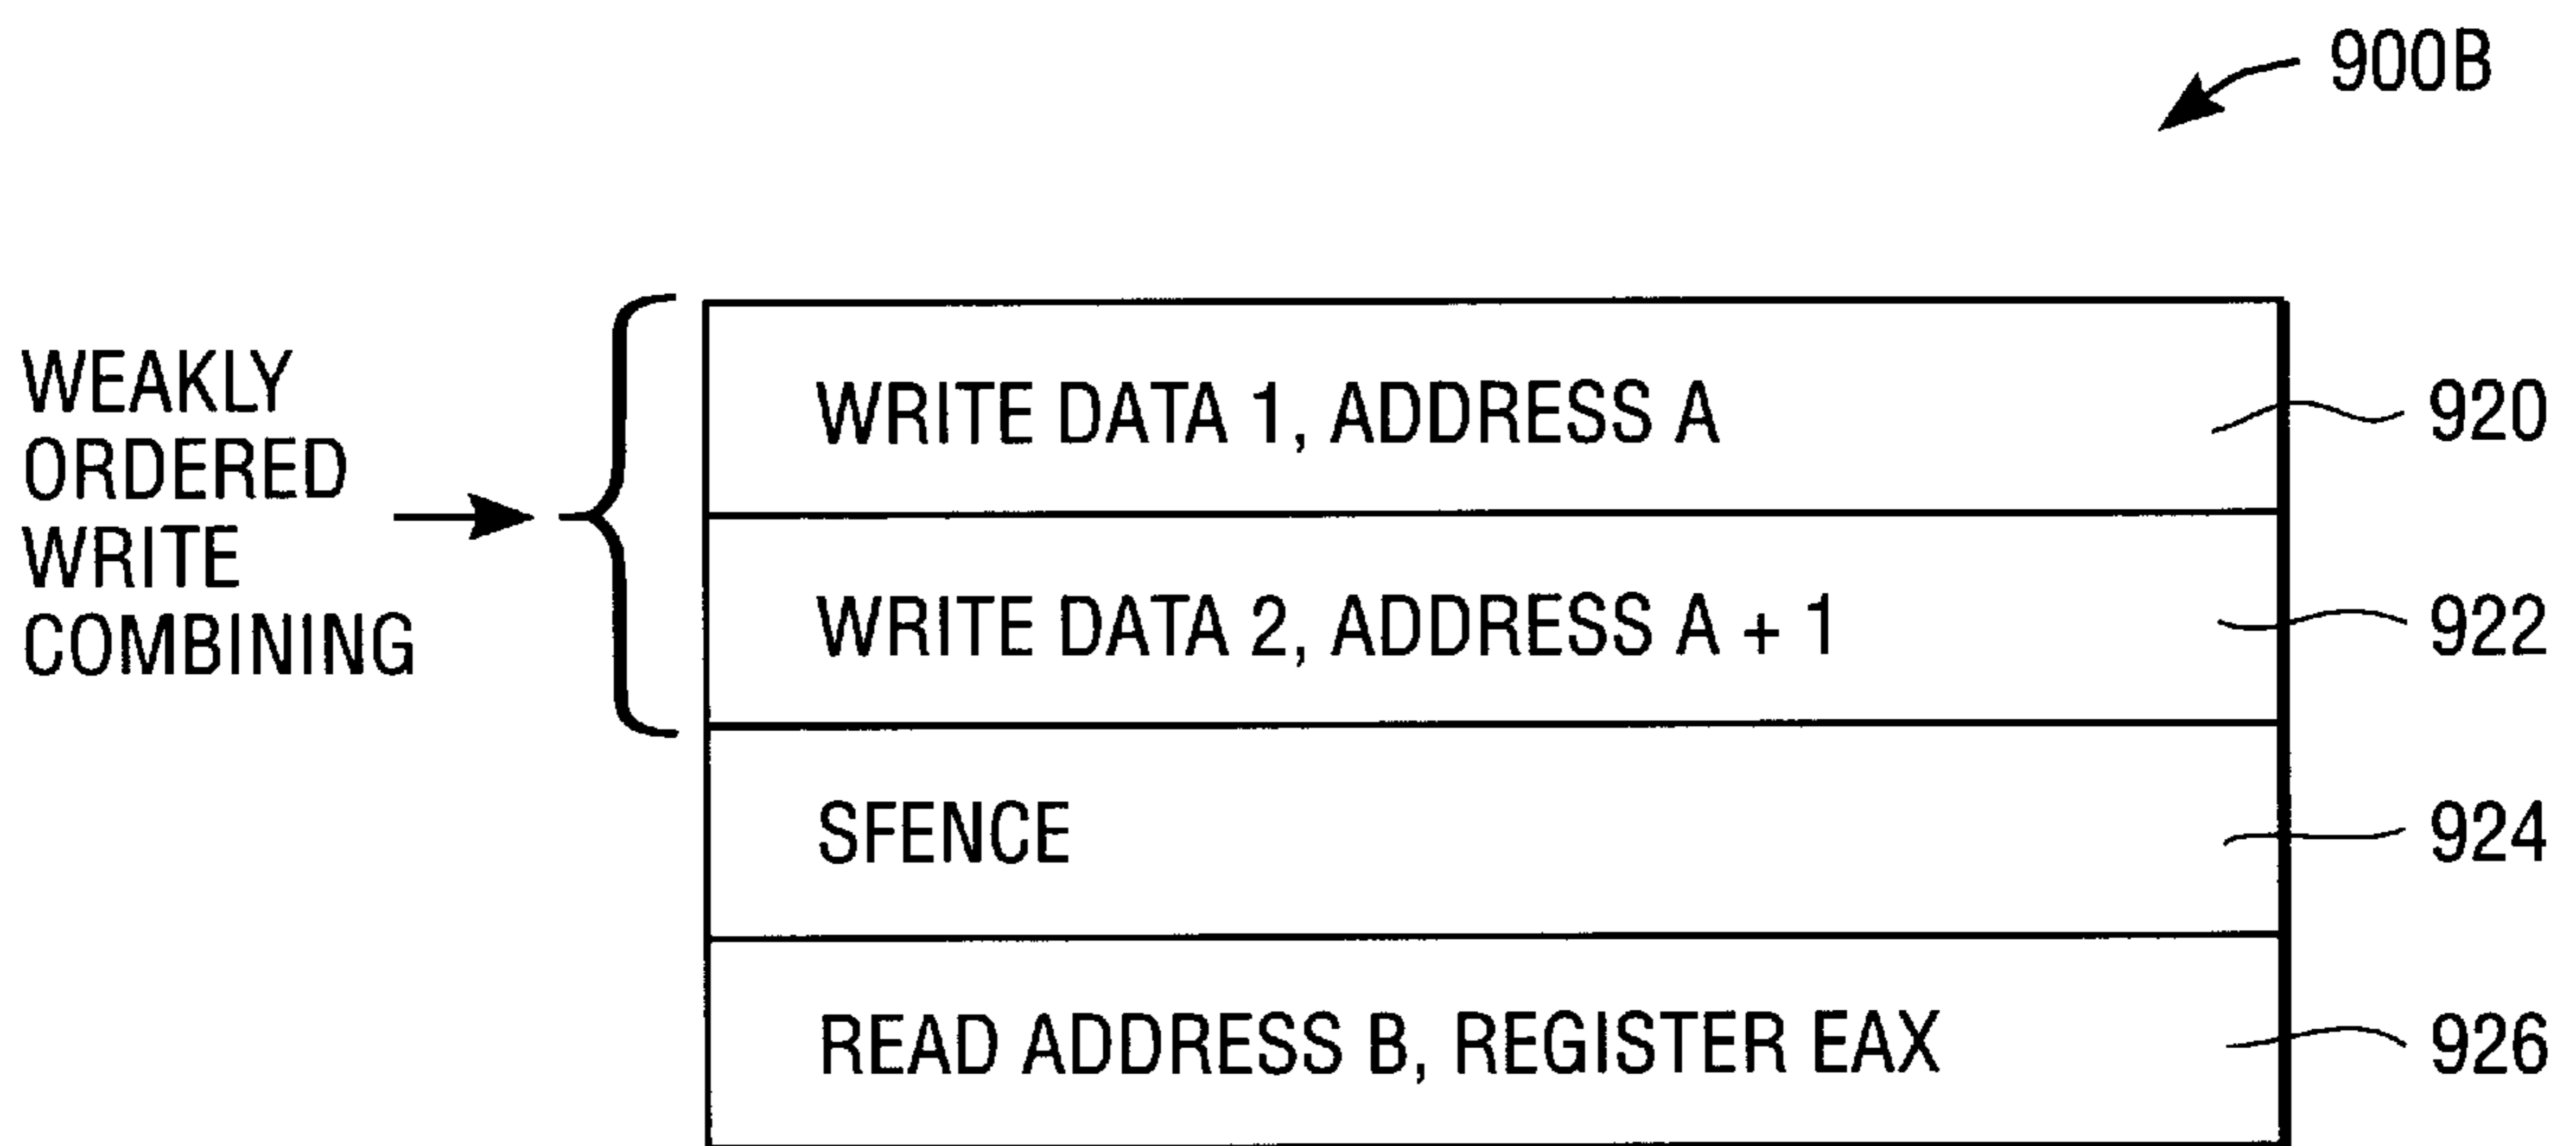 900B
WEAKLY
ORDERED
WRITE
COMBINING
WRITE DATA 1, ADDRESS A
920
WRITE DATA 2, ADDRESS A + 1
922
SFENCE
924
READ ADDRESS B, REGISTER EAX
926